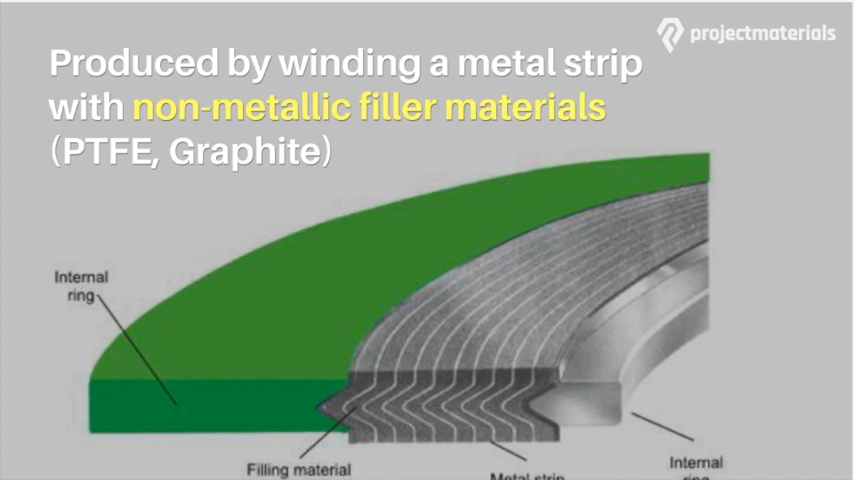 projectmaterials
Produced by winding a metal strip
with non-metallic filler materials
(PTFE, Graphite)
Internal
ring
Filling material
Metal strip
Internal
ring